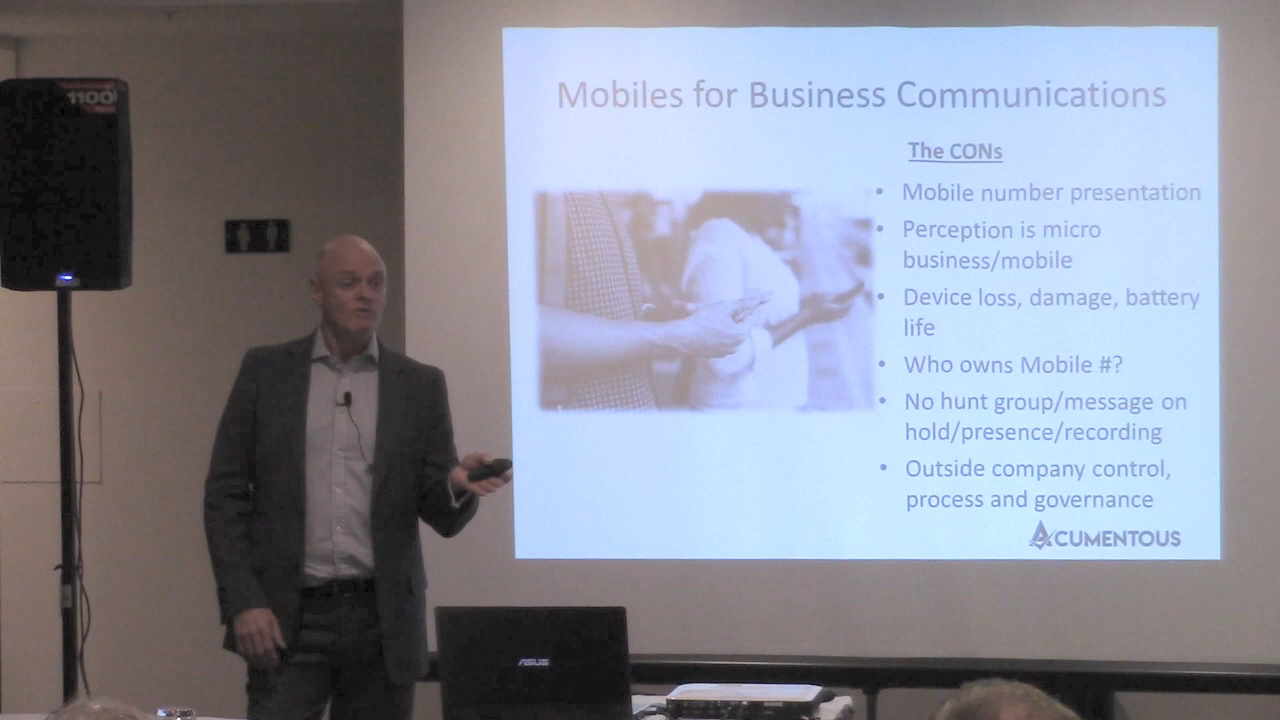 1100
Mobiles for Business Communications
The CONs
• Mobile number presentation
• Perception is micro
business/mobile
• Device loss, damage, battery
life
• Who owns Mobile #?
• No hunt group/message on
hold/presence/recording
• Outside company control,
process and governance
ACUMENTOUS
ASUS